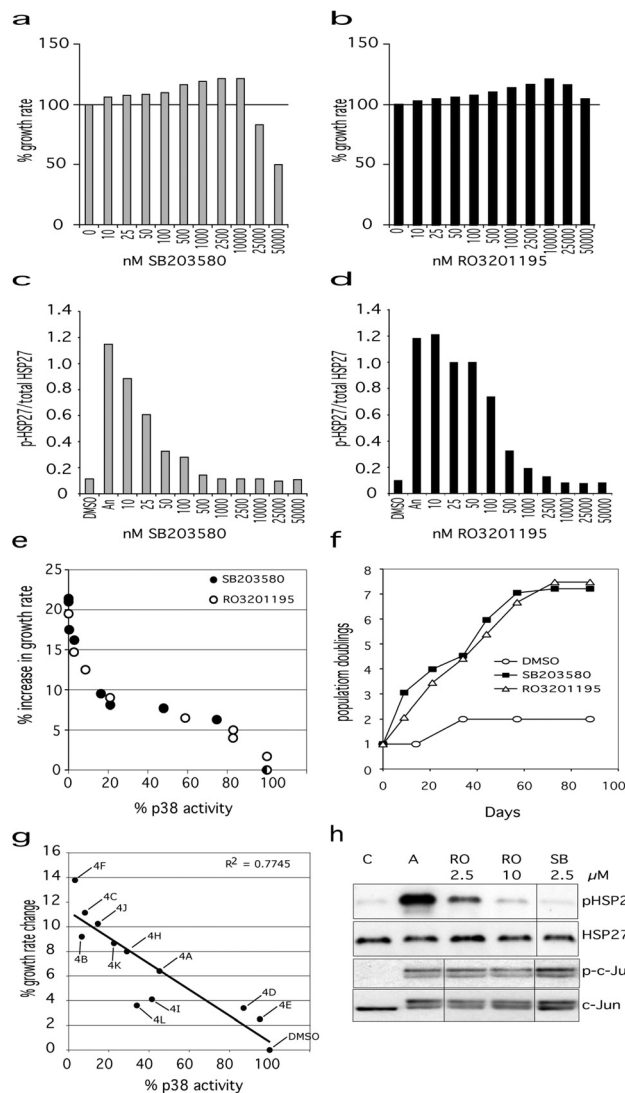 a
b
% growth rate
150
100
50
0
0 10 25 50 100 500 1000 2500 10000 25000 50000
nM SB203580
% growth rate
150
100
50
0
0 10 25 50 100 500 1000 2500 10000 25000 50000
nM RO3201195
c
d
p-HSP27/total HSP27
1.4
1.2
1.0
0.8
0.6
0.4
0.2
0
DMSO An 10 25 50 100 500 1000 2500 10000 25000 50000
nM SB203580
p-HSP27/total HSP27
1.4
1.2
1.0
0.8
0.6
0.4
0.2
0
DMSO An 10 25 50 100 500 1000 2500 10000 25000 50000
nM RO3201195
e
f
% increase in growth rate
25
20
15
10
5
0
SB203580
RO3201195
0 20 40 60 80 100
% p38 activity
populatiom doublings
8
7
6
5
4
3
2
1
DMSO
SB203580
RO3201195
0 20 40 60 80 100
Days
g
h
% growth rate change
16
14
12
10
8
6
4
2
0
R² = 0.7745
4F
4C
4J
4H
4B
4K
4A
4L
4I
4D
4E
DMSO
0 20 40 60 80 100
% p38 activity
C A RO RO SB
2.5 10 2.5 µM
pHSP2
HSP27
p-c-Ju
c-Jun